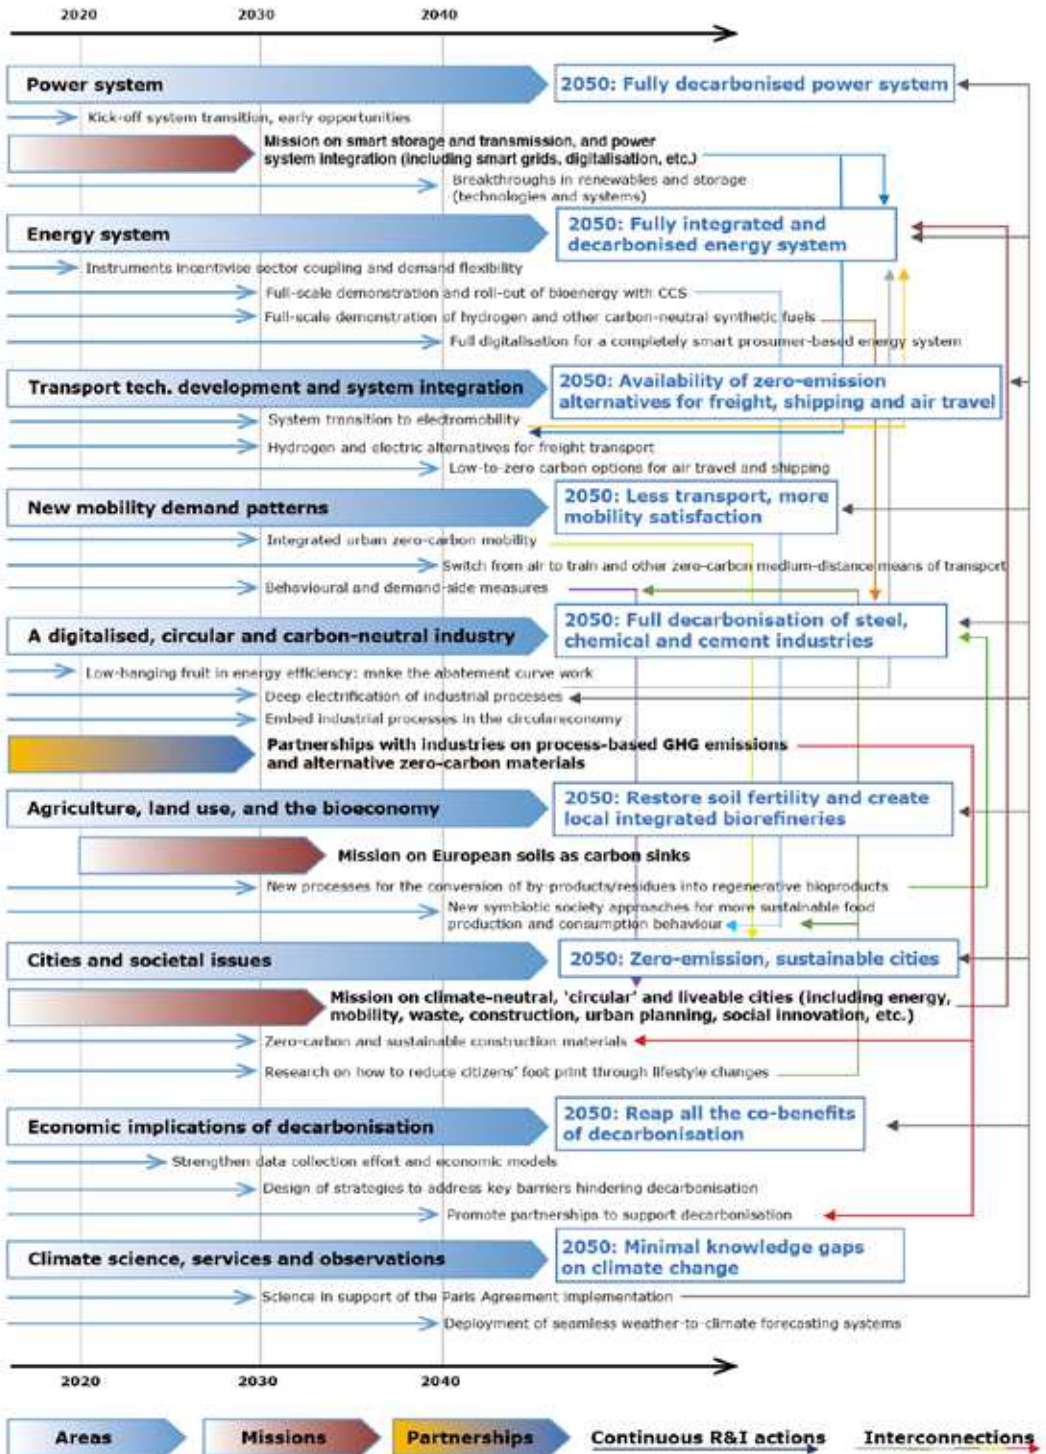 2020 2030 2040
Power system
2050: Fully decarbonised power system
Kick-off system transition, early opportunities
Mission on smart storage and transmission, and power
system integration (including smart grids, digitalisation, etc.)
Breakthroughs in renewables and storage
(technologies and systems)
Energy system
2050: Fully integrated and
decarbonised energy system
Instruments incentivise sector coupling and demand flexibility
Full-scale demonstration and roll-out of bioenergy with CCS
Full-scale demonstration of hydrogen and other carbon-neutral synthetic fuels
Full digitalisation for a completely smart prosumer-based energy system
Transport tech. development and system integration
2050: Availability of zero-emission
alternatives for freight, shipping and air travel
System transition to electromobility
Hydrogen and electric alternatives for freight transport
Low-to-zero carbon options for air travel and shipping
New mobility demand patterns
2050: Less transport, more
mobility satisfaction
Integrated urban zero-carbon mobility
Switch from air to train and other zero-carbon medium-distance means of transport
Behavioural and demand-side measures
A digitalised, circular and carbon-neutral industry
2050: Full decarbonisation of steel,
chemical and cement industries
Low-hanging fruit in energy efficiency: make the abatement curve work
Deep electrification of industrial processes
Embed industrial processes in the circulareconomy
Partnerships with industries on process-based GHG emissions
and alternative zero-carbon materials
Agriculture, land use, and the bioeconomy
2050: Restore soil fertility and create
local integrated biorefineries
Mission on European soils as carbon sinks
New processes for the conversion of by-products/residues into regenerative bioproducts
New symbiotic society approaches for more sustainable food
production and consumption behaviour
Cities and societal issues
2050: Zero-emission, sustainable cities
Mission on climate-neutral, 'circular' and liveable cities (including energy,
mobility, waste, construction, urban planning, social innovation, etc.)
Zero-carbon and sustainable construction materials
Research on how to reduce citizens' foot print through lifestyle changes
Economic implications of decarbonisation
2050: Reap all the co-benefits
of decarbonisation
Strengthen data collection effort and economic models
Design of strategies to address key barriers hindering decarbonisation
Promote partnerships to support decarbonisation
Climate science, services and observations
2050: Minimal knowledge gaps
on climate change
Science in support of the Paris Agreement implementation
Deployment of seamless weather-to-climate forecasting systems
2020 2030 2040
Areas Missions Partnerships Continuous R&I actions Interconnections